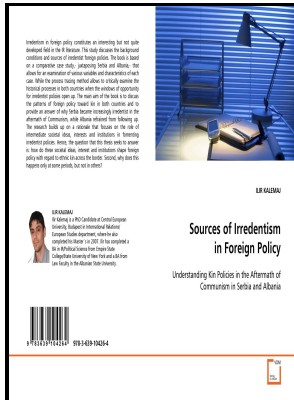 Irredentism in foreign policy constitutes an interesting but not quite
developed field in the IR literature. This study discusses the background
conditions and sources of irredentist foreign policies. The thesis is
based on a comparative case study,- juxtaposing Serbia and Albania,- that
allows for an examination of various variables and characteristics of each
case. While the process tracing method allows to critically examine the
historical processes in both countries when the windows of opportunity
for irredentist policies open up. The main aim of the book is to discuss
the patterns of foreign policy toward kin in both countries and to
provide an answer of why Serbia became increasingly irredentist in the
aftermath of Communism; while Albania refrained from following up.
The research builds up on a rationale that focuses on the risk of
intermediate societal ideas, interests and institutions in fomenting
irredentist policies. Hence, the question that this thesis seeks to answer
is: how do these societal ideas, interest and institutions shape foreign
policy with regard to ethnic kin across the border. Second, why does this
happen only at some periods, but not in others?
ILIR KALEMAJ
Sources of Irredentism
in Foreign Policy
Understanding Kin Policies in the Aftermath of
Communism in Serbia and Albania
ILIR KALEMAJ
Ilir Kalemaj is a PhD Candidate at Central European
University, Budapest in International Relations/
European Studies department, where he also
completed his Master's in 2007. Ilir has completed a
BA in IR/Political Science from Empire State
College/State University of New York and a BA from
Law Faculty in the Albanian State University.
9 783639 104264
978-3-639-10426-4
VDM